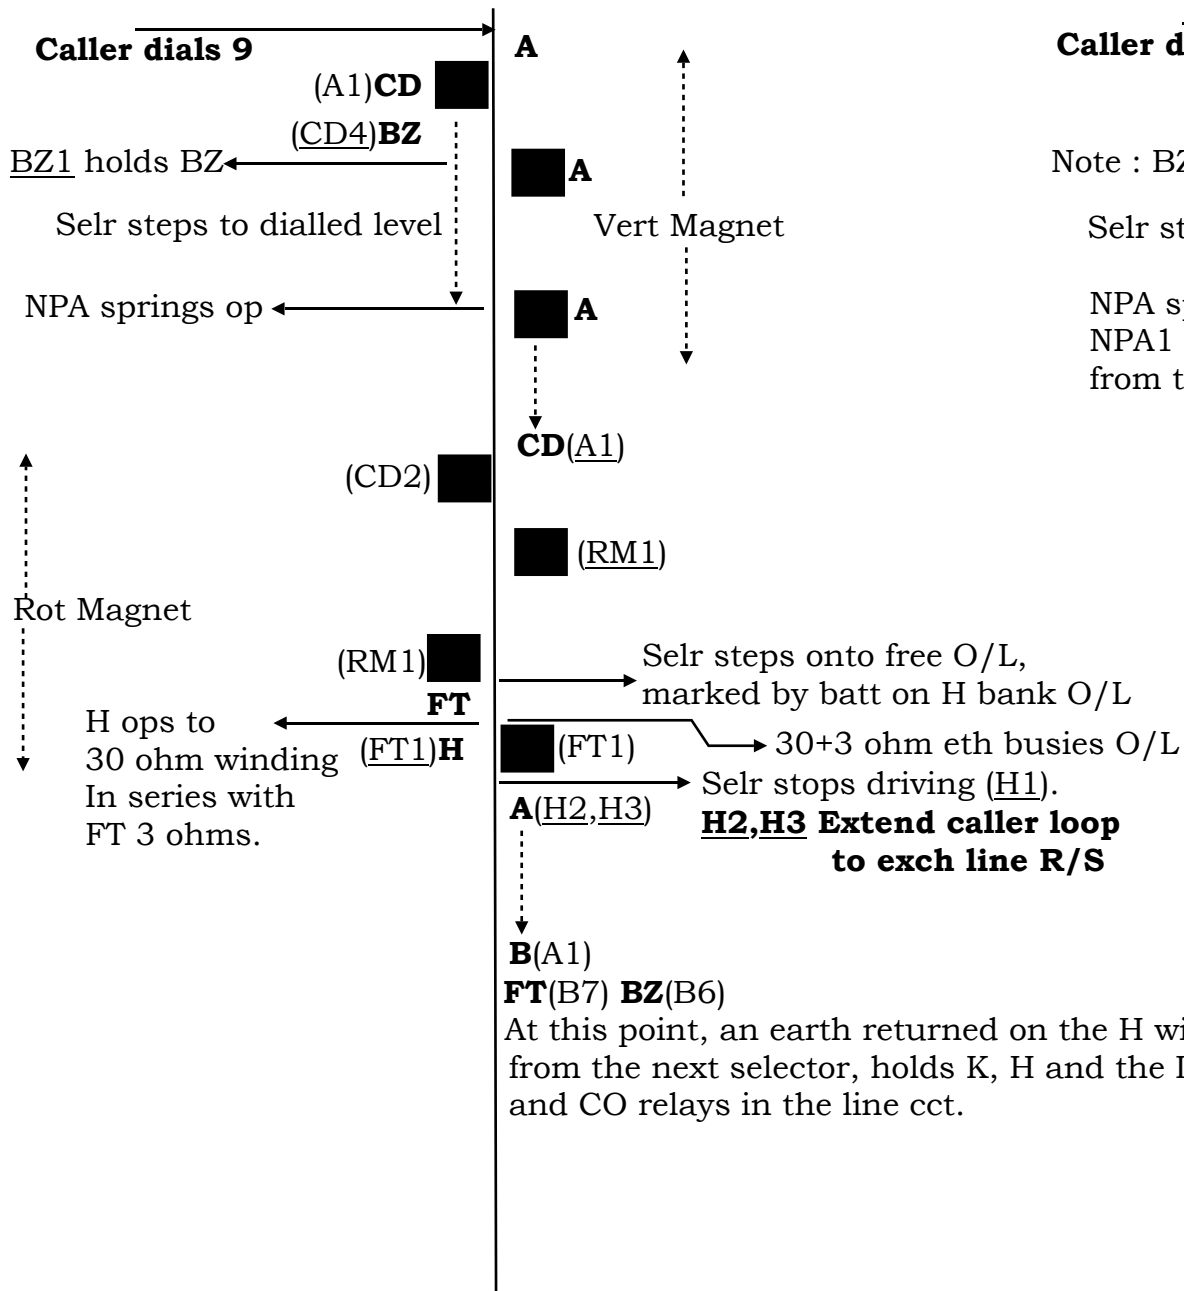 Caller dials 9
A
Caller d
(A1)CD
(CD4)BZ
BZ1 holds BZ
A
Note : BZ
Selr steps to dialled level
Vert Magnet
Selr st
NPA springs op
A
NPA sp
NPA1
from t
CD(A1)
(CD2)
(RM1)
Rot Magnet
(RM1)
Selr steps onto free O/L,
marked by batt on H bank O/L
FT
H ops to
30 ohm winding
In series with
FT 3 ohms.
(FT1)H
(FT1)
30+3 ohm eth busies O/L
Selr stops driving (H1).
A(H2,H3)
H2,H3 Extend caller loop
to exch line R/S
B(A1)
FT(B7) BZ(B6)
At this point, an earth returned on the H wi
from the next selector, holds K, H and the
and CO relays in the line cct.